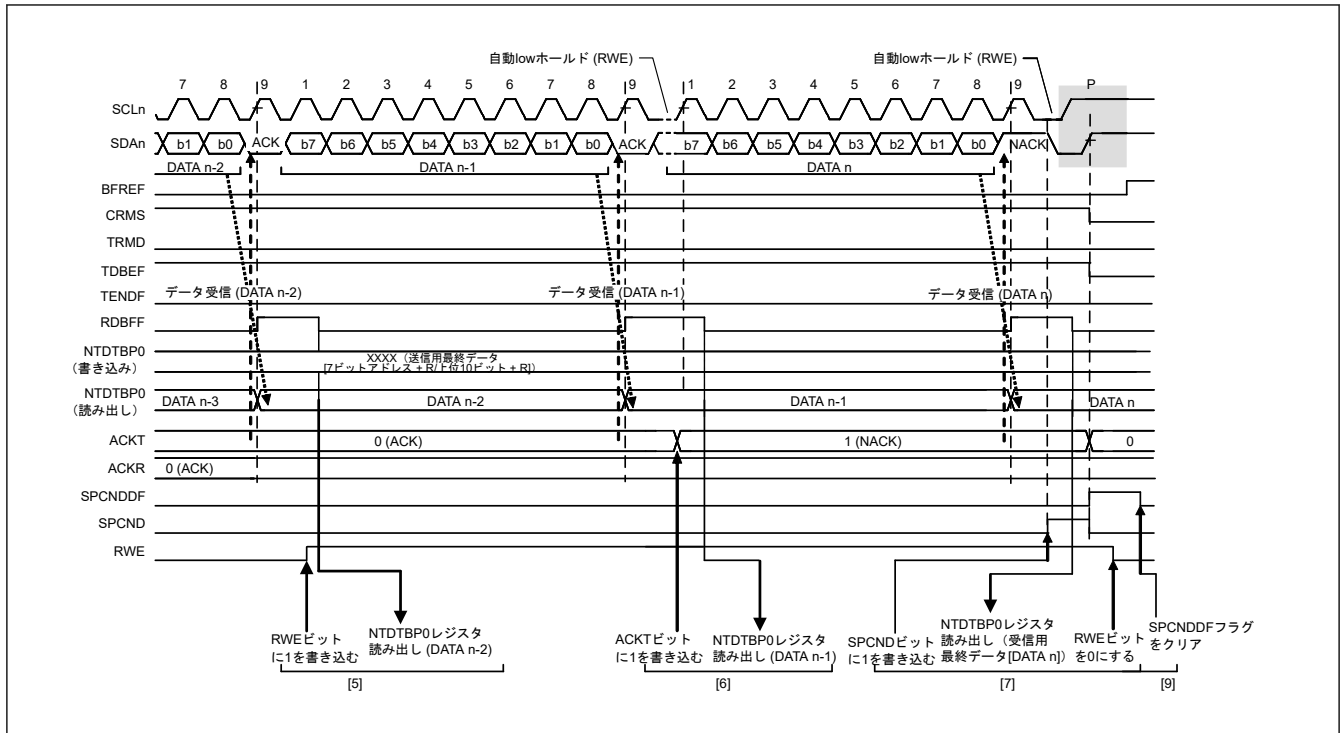 自動lowホールド (RWE)
自動lowホールド (RWE)
7 8 9 1 2 3 4 5 6 7 8 9 1 2 3 4 5 6 7 8 9 P
SCLn
SDAn b1 b0 ACK b7 b6 b5 b4 b3 b2 b1 b0 ACK b7 b6 b5 b4 b3 b2 b1 b0 NACK
DATA n-2 DATA n-1 DATA n
BFREF
CRMS
TRMD
TDBEF
TENDF データ受信 (DATA n-2) データ受信 (DATA n-1) データ受信 (DATA n)
RDBFF
NTDTBP0
(書き込み)
XXXX(送信用最終データ
[7ビットアドレス + R/上位10ビット + R])
NTDTBP0
(読み出し)
DATA n-3 DATA n-2 DATA n-1 DATA n
ACKT 0 (ACK) 1 (NACK) 0
ACKR 0 (ACK)
SPCNDDF
SPCND
RWE
RWEビット
に1を書き込む
NTDTBP0レジスタ
読み出し (DATA n-2)
ACKTビット
に1を書き込む
NTDTBP0レジスタ
読み出し (DATA n-1)
SPCNDビット
に1を書き込む
NTDTBP0レジスタ
読み出し(受信用
最終データ[DATA n])
RWEビット
を0にする
SPCNDDFフラグ
をクリア
[5] [6] [7] [9]